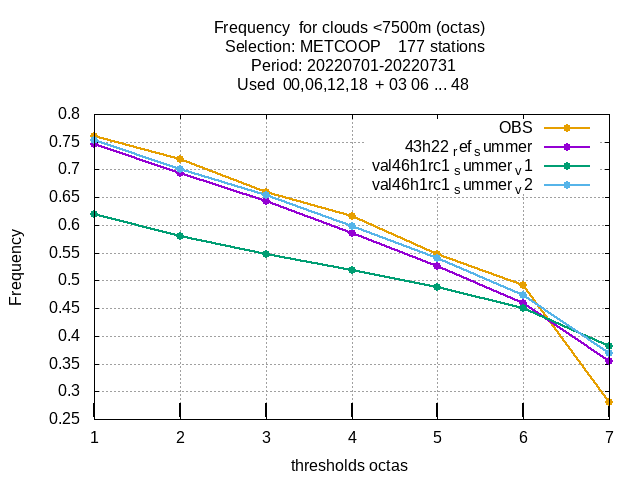 Frequency for clouds <7500m (octas)
Selection: METCOOP 177 stations
Period: 20220701-20220731
Used 00,06,12,18 + 03 06 ... 48
0.8
0.75
0.7
0.65
0.6
0.55
0.5
0.45
0.4
0.35
0.3
0.25
Frequency
OBS
43h22 ref summer
val46h1rc1 summer v1
val46h1rc1 summer v2
1 2 3 4 5 6 7
thresholds octas